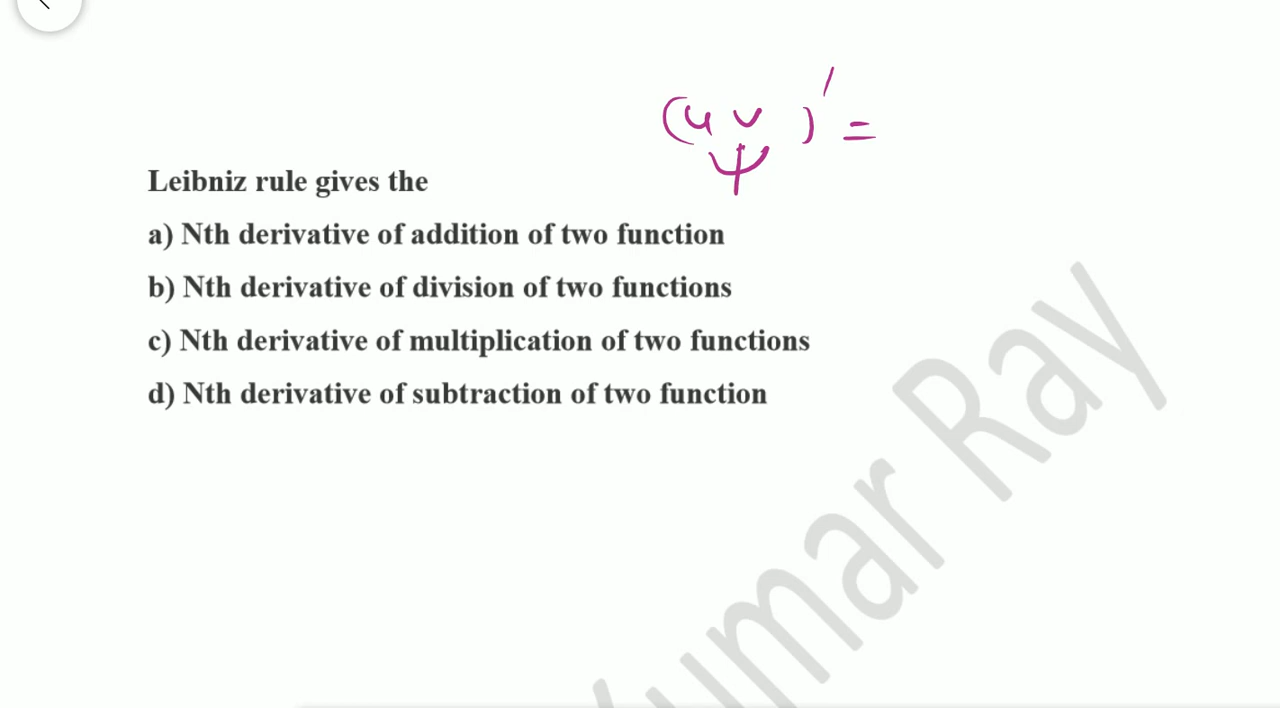 (uv)' =
ψ
Leibniz rule gives the
a) Nth derivative of addition of two function
b) Nth derivative of division of two functions
c) Nth derivative of multiplication of two functions
d) Nth derivative of subtraction of two function
Kumar Ray